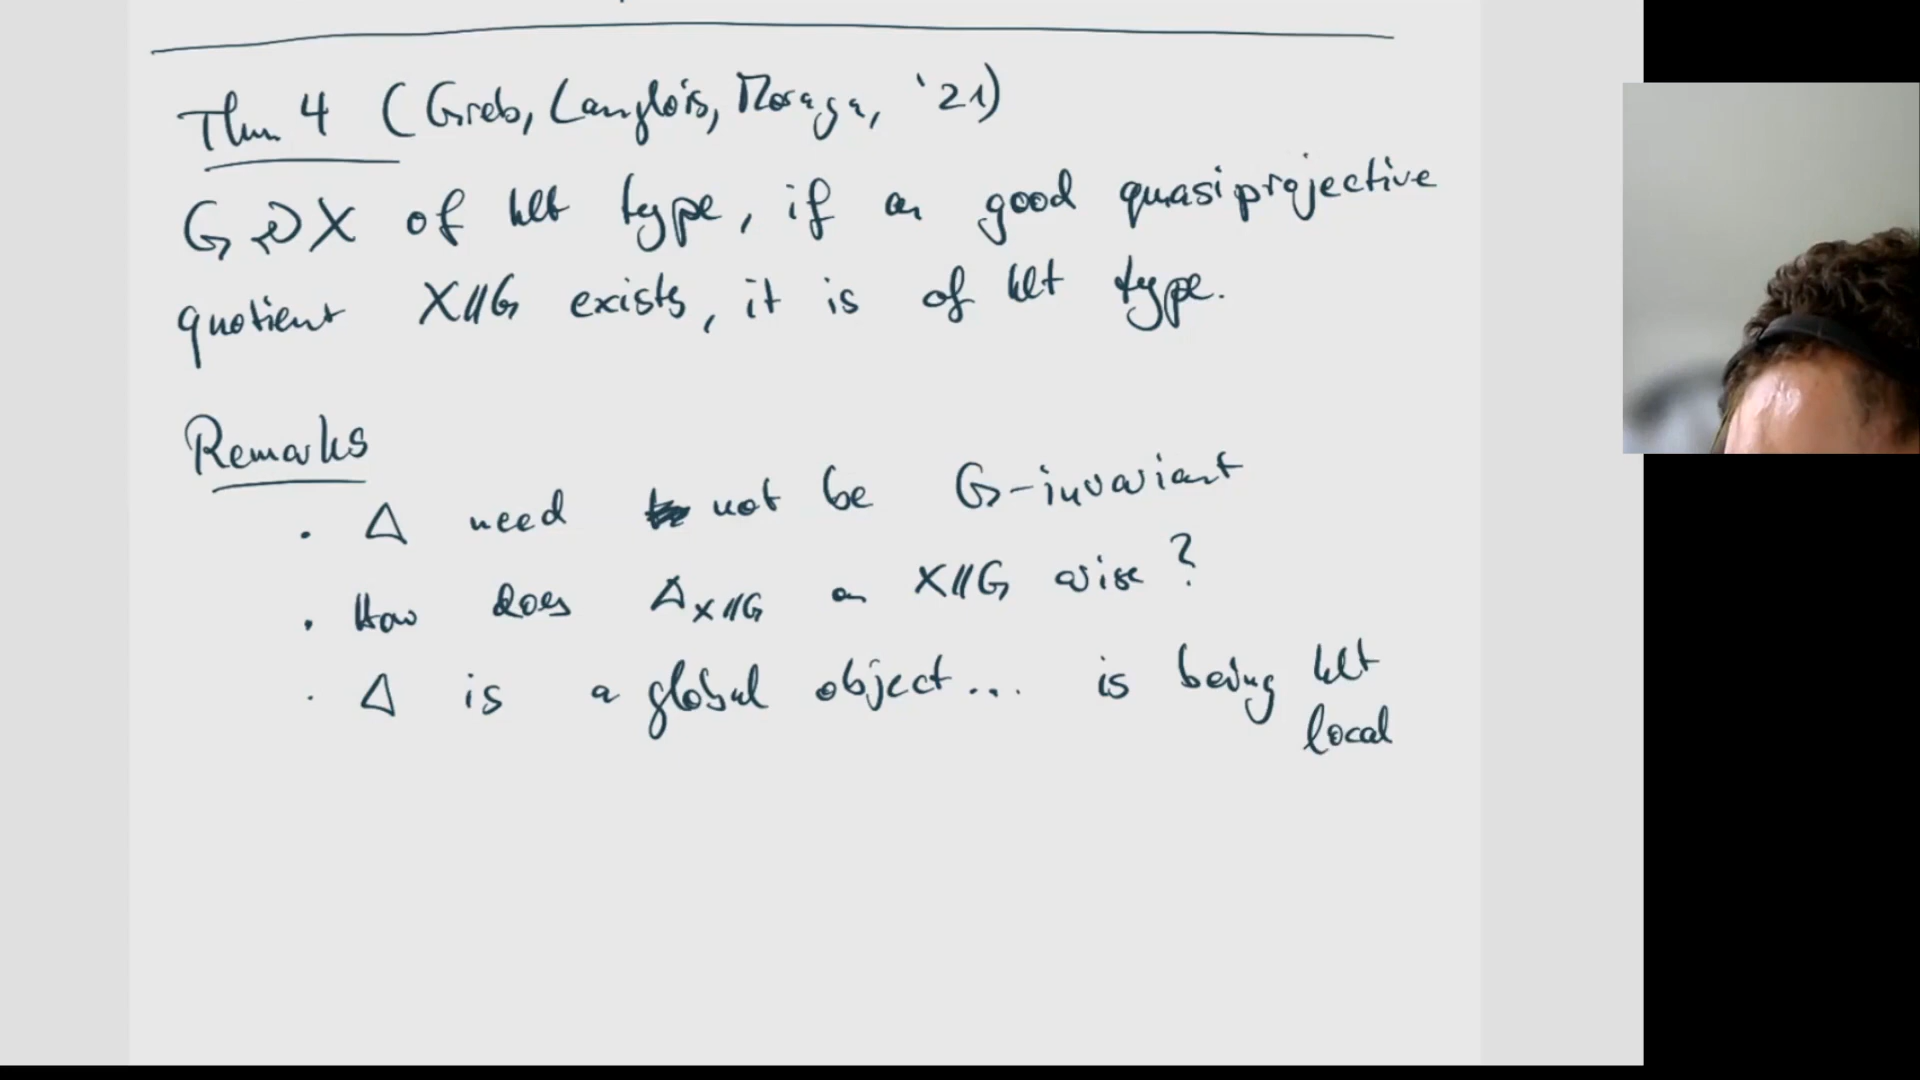 Thm 4 (Greb, Langlois, Moraga, '21)
G ↷ X of klt type, if a good quasiprojective
quotient X//G exists, it is of klt type.
Remarks
· Δ need not be G-invariant
· How does Δ_X//G on X//G arise?
· Δ is a global object... is being klt
local